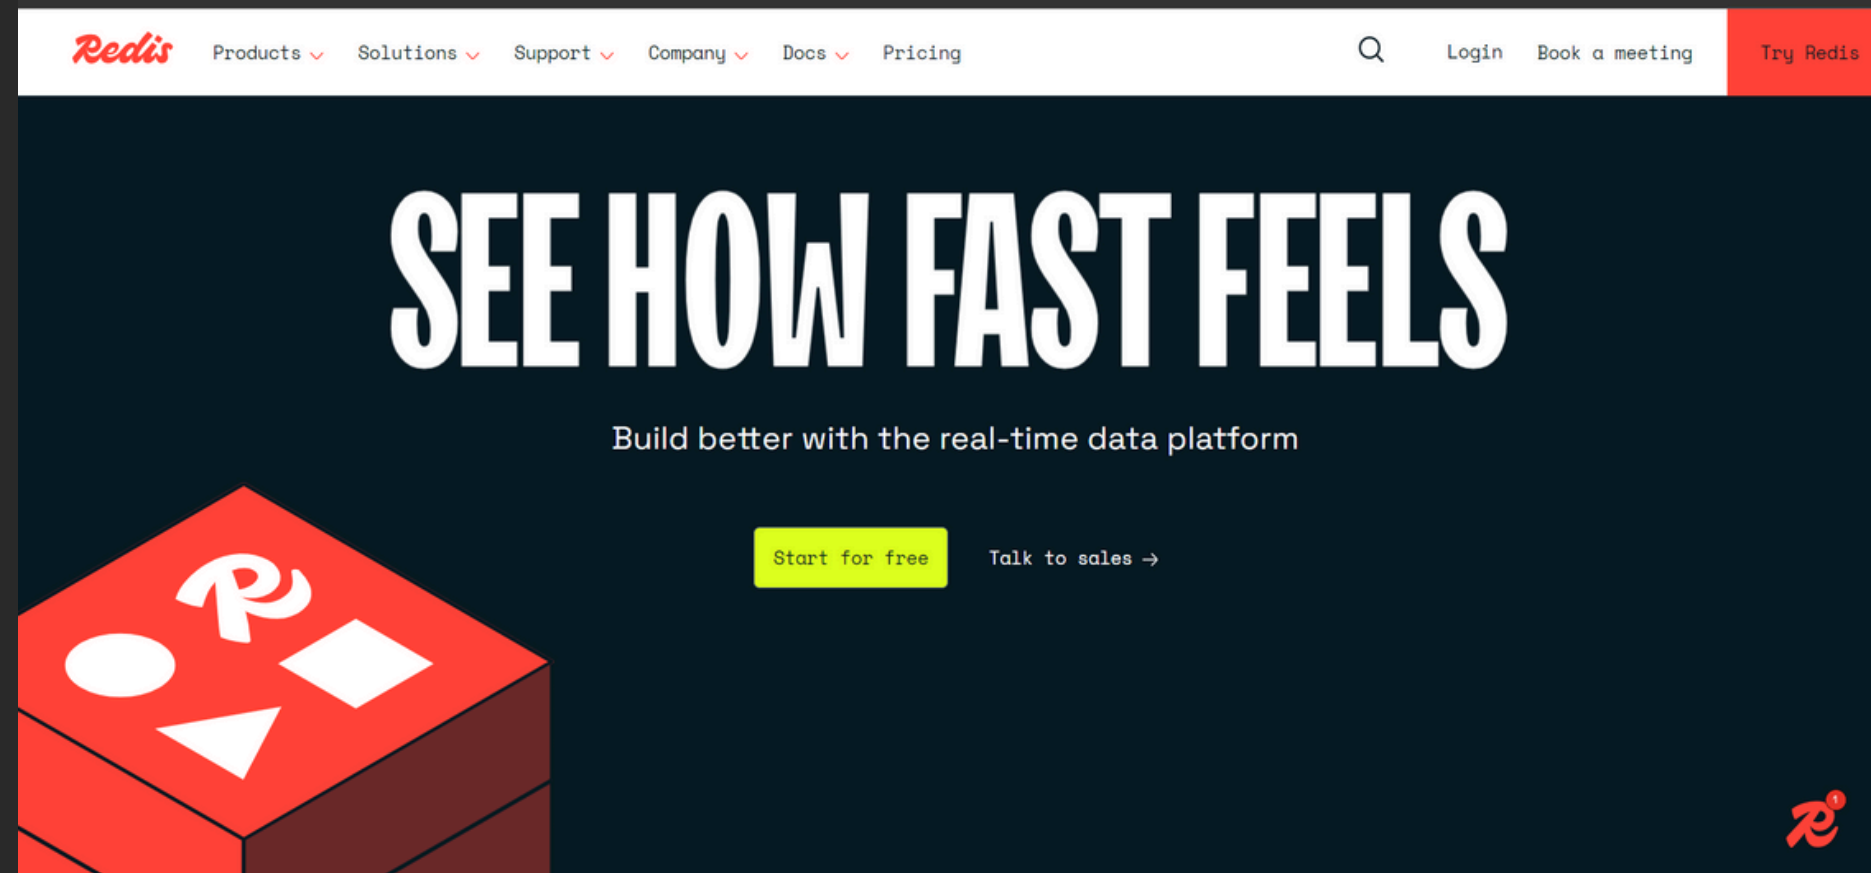 Redis Products Solutions Support Company Docs Pricing Login Book a meeting Try Redis
SEE HOW FAST FEELS
Build better with the real-time data platform
Start for free Talk to sales →
R
R 1